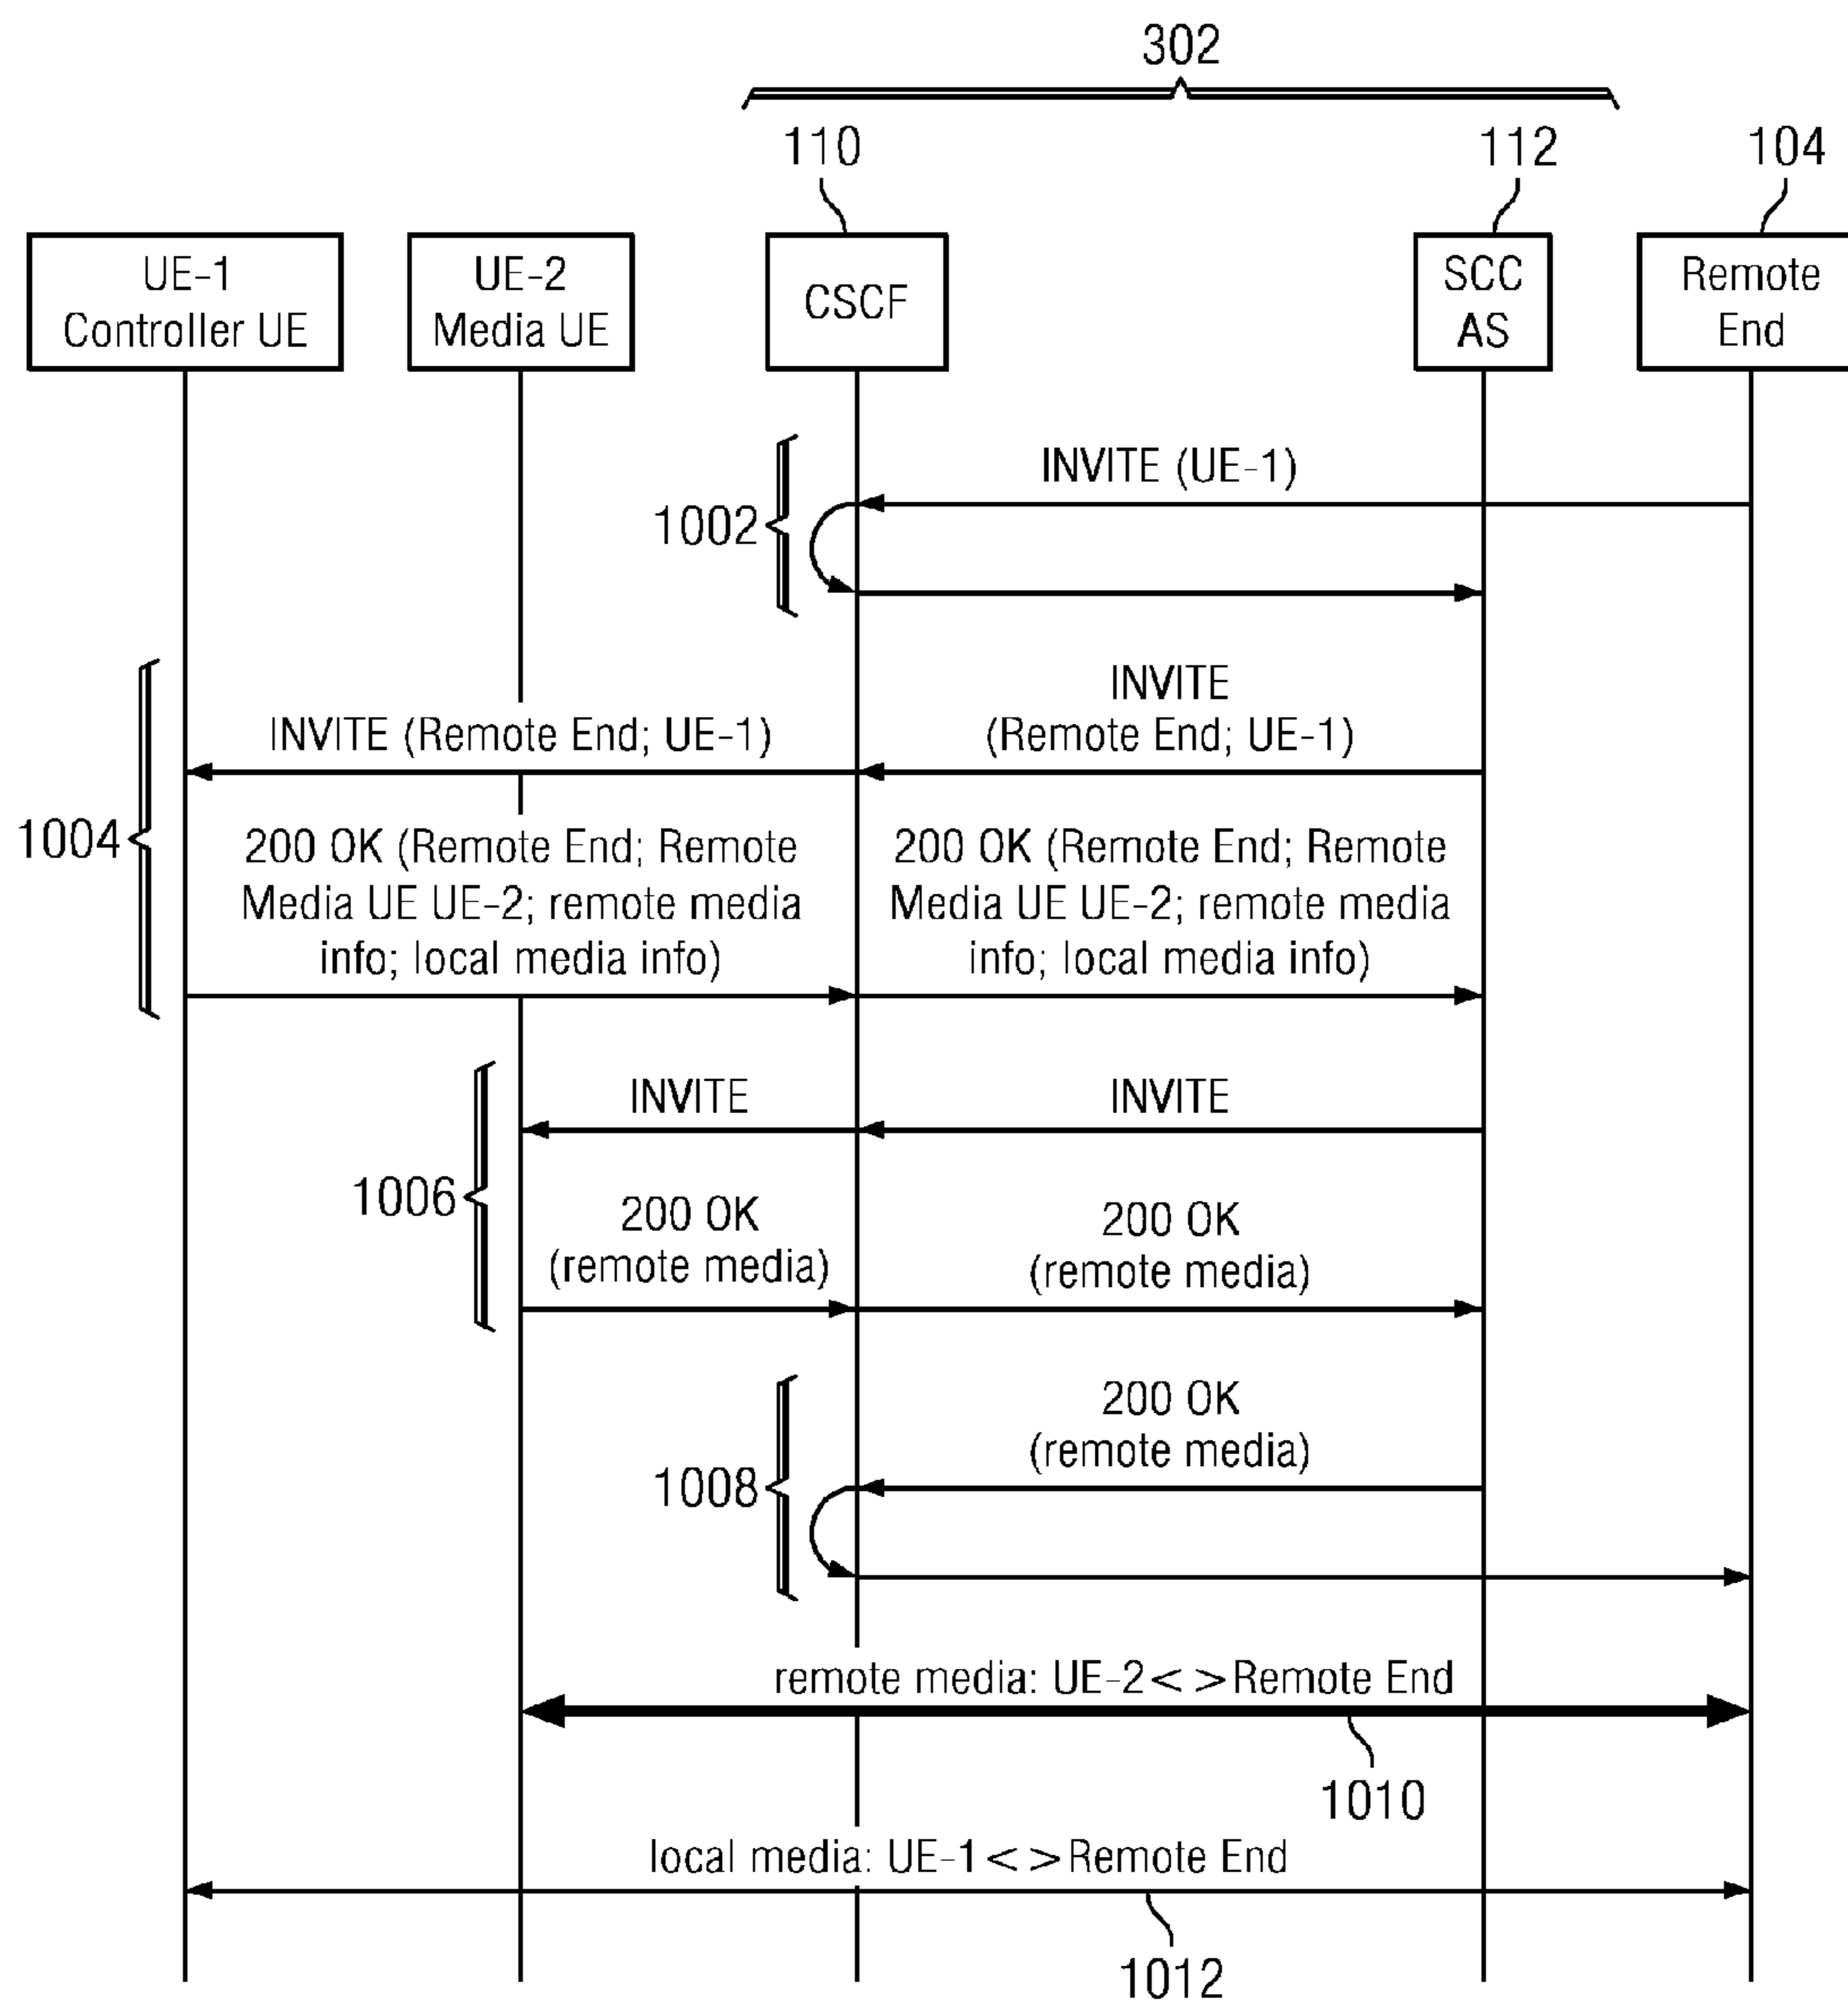 302
110
112
104
UE-1
Controller UE
UE-2
Media UE
CSCF
SCC
AS
Remote
End
INVITE (UE-1)
1002
INVITE
(Remote End; UE-1)
INVITE (Remote End; UE-1)
1004
200 OK (Remote End; Remote
Media UE UE-2; remote media
info; local media info)
200 OK (Remote End; Remote
Media UE UE-2; remote media
info; local media info)
INVITE
INVITE
1006
200 OK
(remote media)
200 OK
(remote media)
200 OK
(remote media)
1008
remote media: UE-2< >Remote End
1010
local media: UE-1< >Remote End
1012